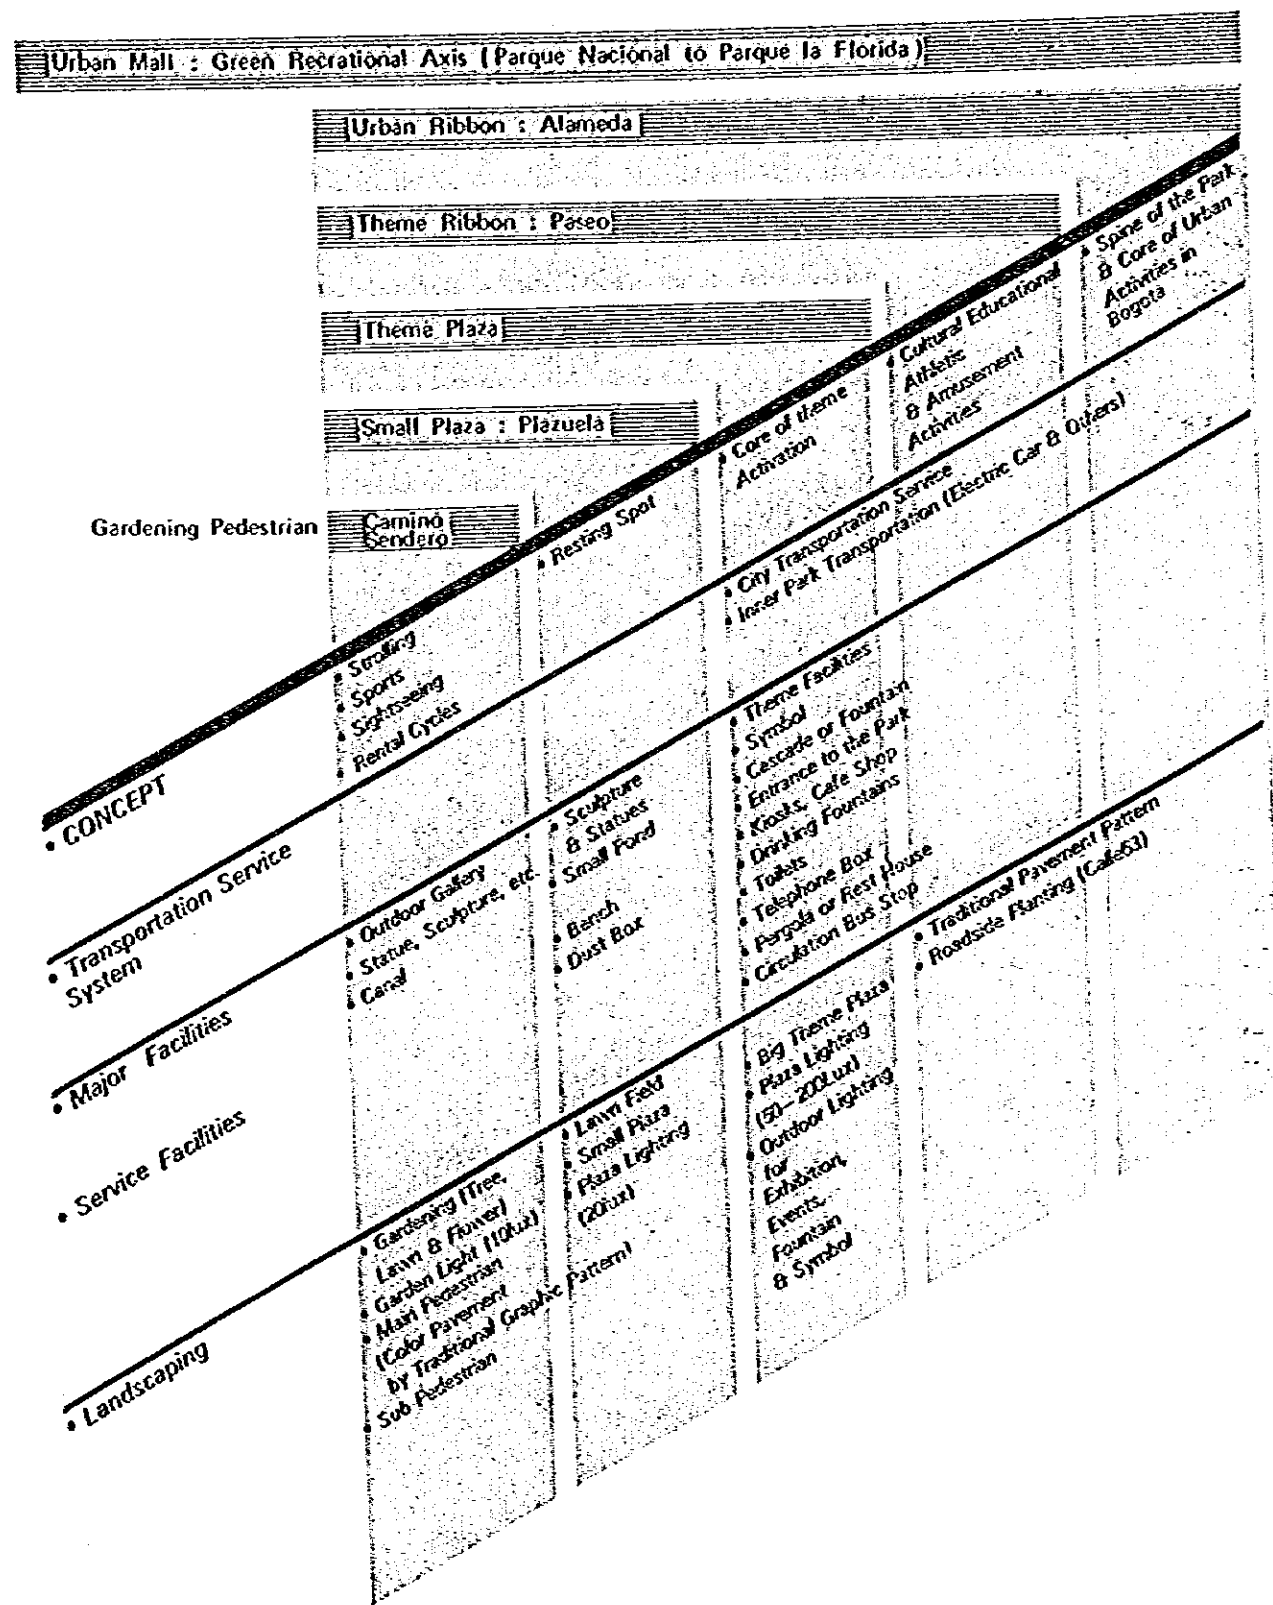 Urban Mall : Green Recrational Axis (Parque Nacional to Parque la Florida)
Urban Ribbon : Alameda
Theme Ribbon : Paseo
Theme Plaza
Small Plaza : Plazuela
Gardening Pedestrian
Camino
Sendero
• CONCEPT
• Strolling
• Sports
• Sightseeing
• Resting Spot
• Core of theme
Activation
• Cultural Educational
Athletic
& Amusement
Activities
• Spine of the Park
& Core of Urban
Activities in
Bogotá
• Transportation Service
System
• Rental Cycles
• City Transportation Service
• Inner Park Transportation (Electric Car & Others)
• Major Facilities
• Service Facilities
• Outdoor Gallery
• Statue, Sculpture, etc.
• Canal
• Sculpture
& Statues
• Small Pond
• Bench
• Dust Box
• Theme Facilities
• Symbol
• Cascade or Fountain
• Entrance to the Park
• Kiosks, Cafe Shop
• Drinking Fountains
• Toilets
• Telephone Box
• Pergola or Rest House
• Circulation Bus Stop
• Landscaping
• Gardening (Tree,
Lawn & Flower)
• Garden Light (10lux)
• Main Pedestrian
(Color Pavement
by Traditional Graphic Pattern)
• Sub Pedestrian
• Lawn Field
• Small Plaza
• Plaza Lighting
(20lux)
• Big Theme Plaza
• Plaza Lighting
(50–200Lux)
• Outdoor Lighting
for
Exhibition,
Events,
Fountain
& Symbol
• Traditional Pavement Pattern
• Roadside Planting (Calle63)